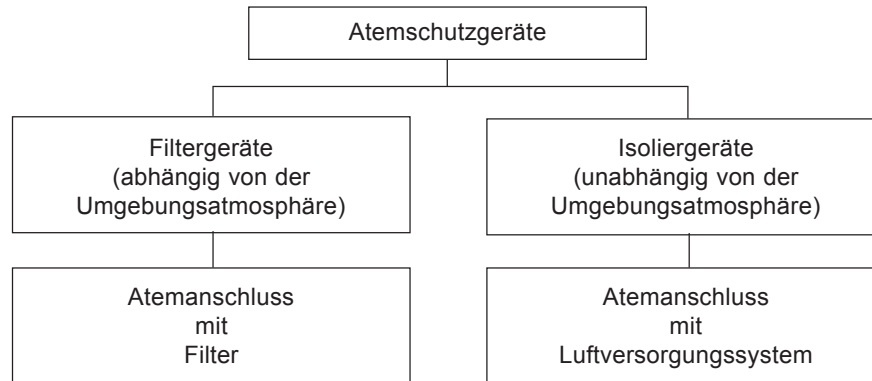 Atemschutzgeräte
Filtergeräte
(abhängig von der
Umgebungsatmosphäre)
Isoliergeräte
(unabhängig von der
Umgebungsatmosphäre)
Atemanschluss
mit
Filter
Atemanschluss
mit
Luftversorgungssystem